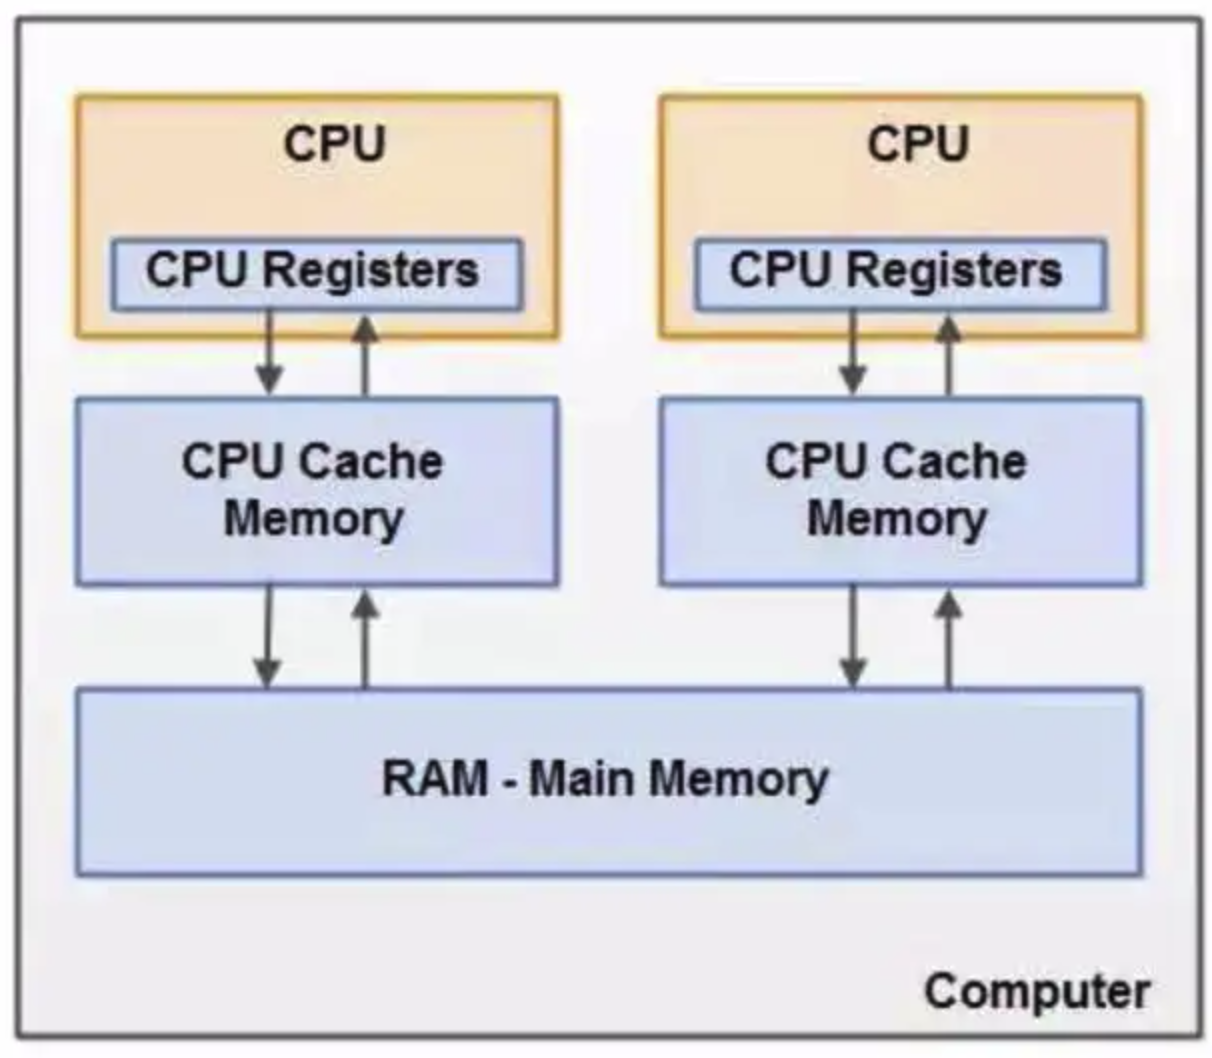 CPU
CPU
CPU Registers
CPU Registers
CPU Cache
Memory
CPU Cache
Memory
RAM - Main Memory
Computer